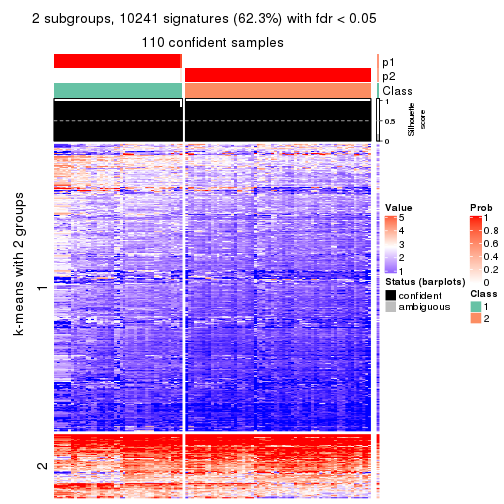 2 subgroups, 10241 signatures (62.3%) with fdr < 0.05
110 confident samples
p1
p2
Class
1
0.5
0
Silhouette
score
k-means with 2 groups
1
2
Value
5
4
3
2
1
Status (barplots)
confident
ambiguous
Prob
1
0.8
0.6
0.4
0.2
0
Class
1
2